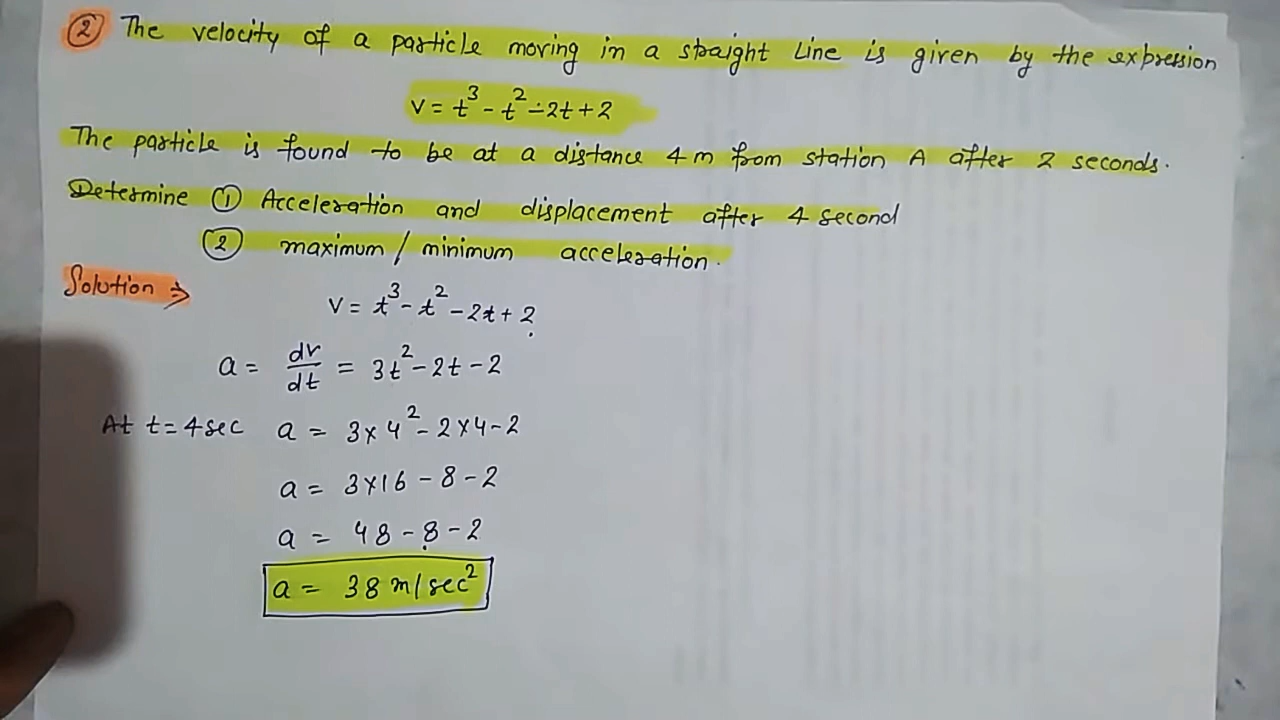 ② The velocity of a particle moving in a straight line is given by the expression
v = t³ - t² - 2t + 2
The particle is found to be at a distance 4 m from station A after 2 seconds.
Determine ① Acceleration and displacement after 4 second
② maximum / minimum acceleration.
Solution ⇒
v = t³ - t² - 2t + 2
a = dv/dt = 3t² - 2t - 2
At t = 4 sec a = 3 × 4² - 2 × 4 - 2
a = 3×16 - 8 - 2
a = 48 - 8 - 2
a = 38 m/sec²